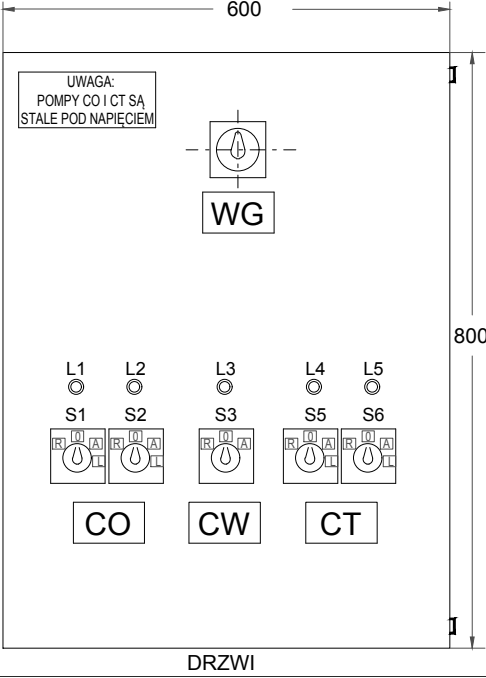 600
UWAGA:
POMPY CO I CT SĄ
STALE POD NAPIĘCIEM
WG
800
L1 L2 L3 L4 L5
S1 S2 S3 S5 S6
R 0 A L R 0 A L R 0 A R 0 A L R 0 A L
CO CW CT
DRZWI